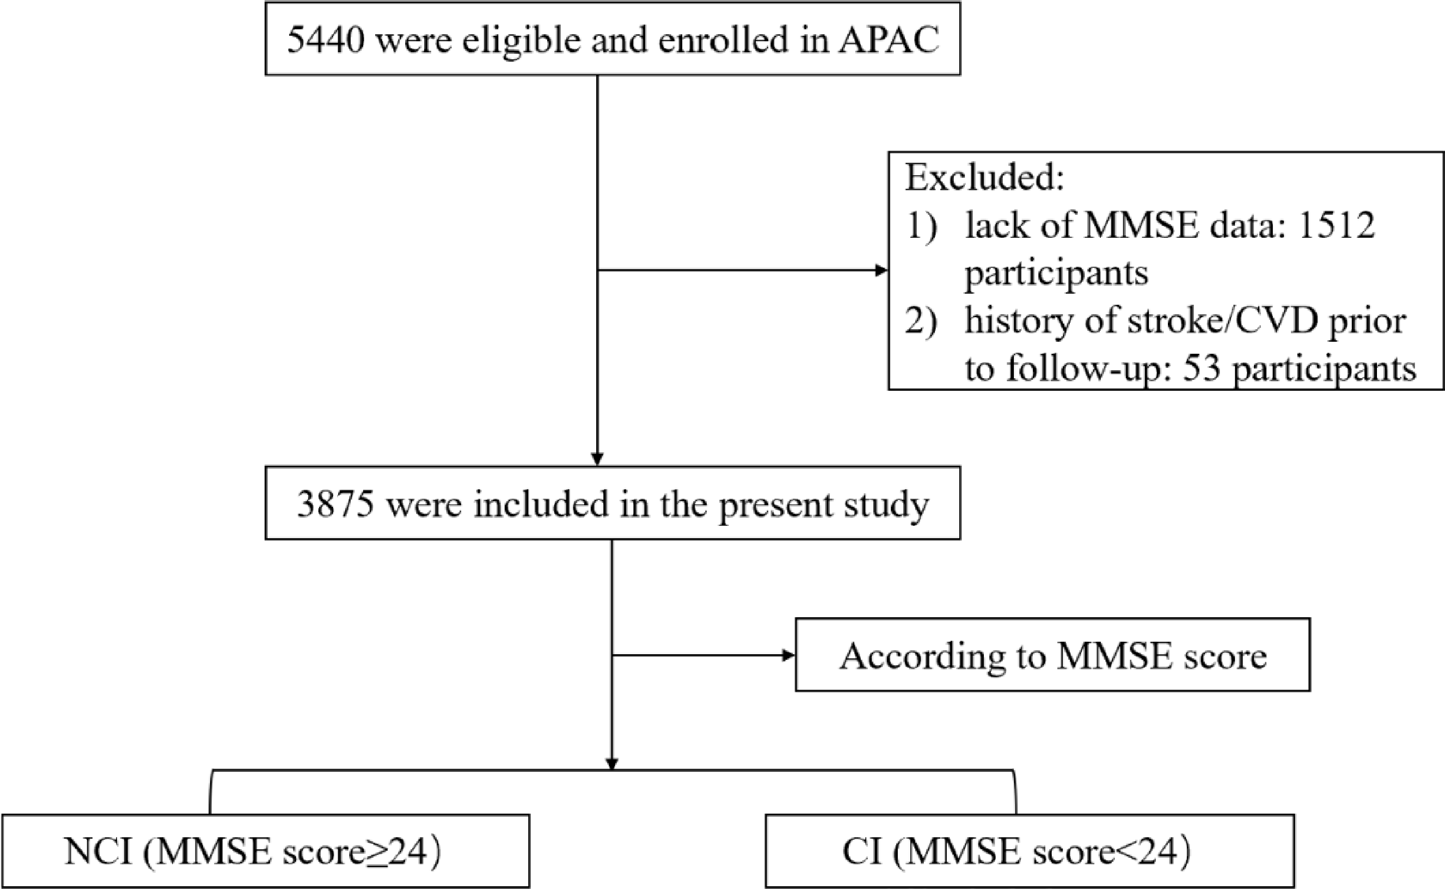 5440 were eligible and enrolled in APAC
Excluded:
1) lack of MMSE data: 1512
participants
2) history of stroke/CVD prior
to follow-up: 53 participants
3875 were included in the present study
According to MMSE score
NCI (MMSE score≥24）
CI (MMSE score<24）